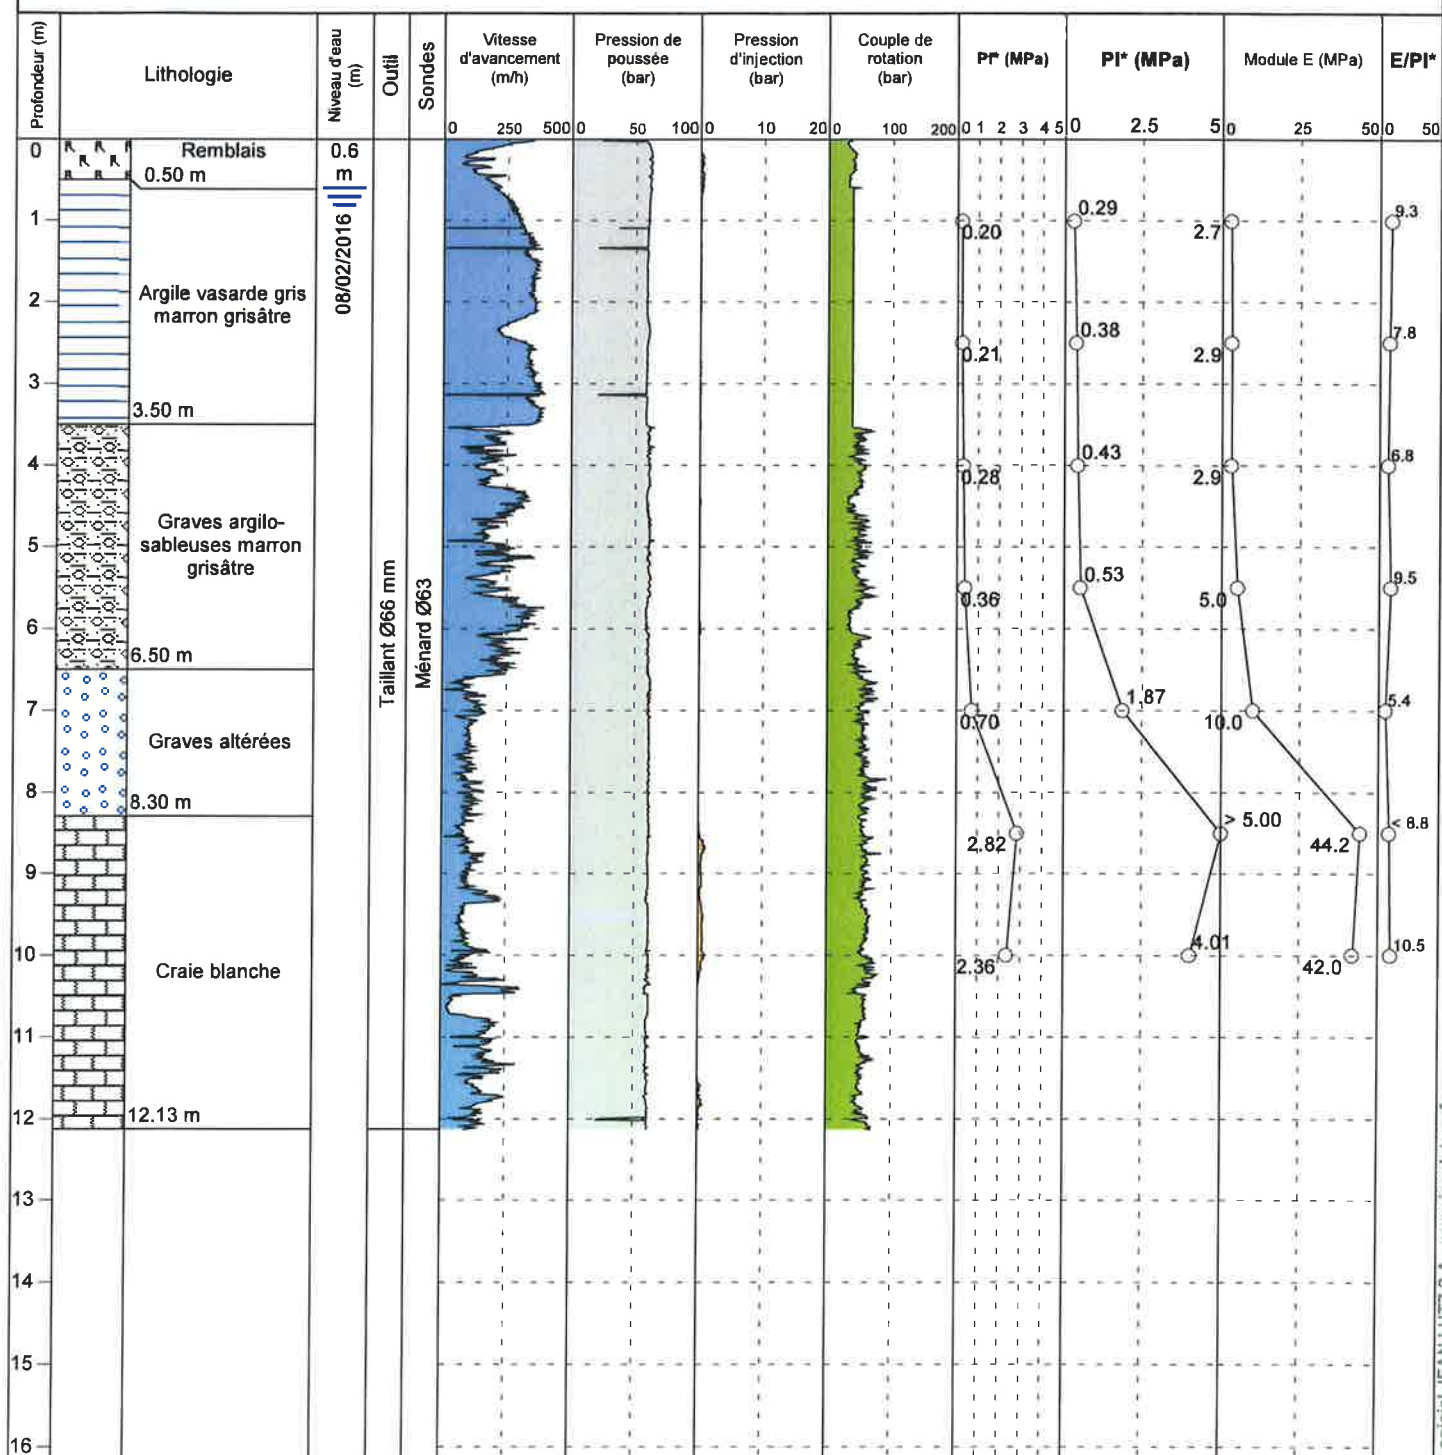 Profondeur (m)
Lithologie
Niveau d'eau
(m)
Outil
Sondes
Vitesse
d'avancement
(m/h)
Pression de
poussée
(bar)
Pression
d'injection
(bar)
Couple de
rotation
(bar)
Pf* (MPa)
Pl* (MPa)
Module E (MPa)
E/Pl*
0 250 500
0 50 100
0 10 20
0 100 200
0 1 2 3 4 5
0 2.5 5
0 25 50
0 50
0
1
2
3
4
5
6
7
8
9
10
11
12
13
14
15
16
R R R
R R
R R R
Remblais
0.50 m
Argile vasarde gris
marron grisâtre
3.50 m
Graves argilo-
sableuses marron
grisâtre
6.50 m
Graves altérées
8.30 m
Craie blanche
12.13 m
0.6
m
08/02/2016
Taillant Ø66 mm
Ménard Ø63
0.20
0.21
0.28
0.36
0.70
2.82
2.36
0.29
0.38
0.43
0.53
1.87
> 5.00
4.01
2.7
2.9
2.9
5.0
10.0
44.2
42.0
9.3
7.8
6.8
9.5
5.4
< 8.8
10.5
JEAN LUTZ S.A.